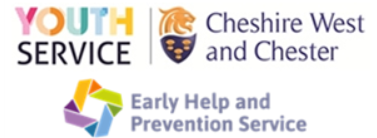 YOUTH
SERVICE
Cheshire West
and Chester
Early Help and
Prevention Service